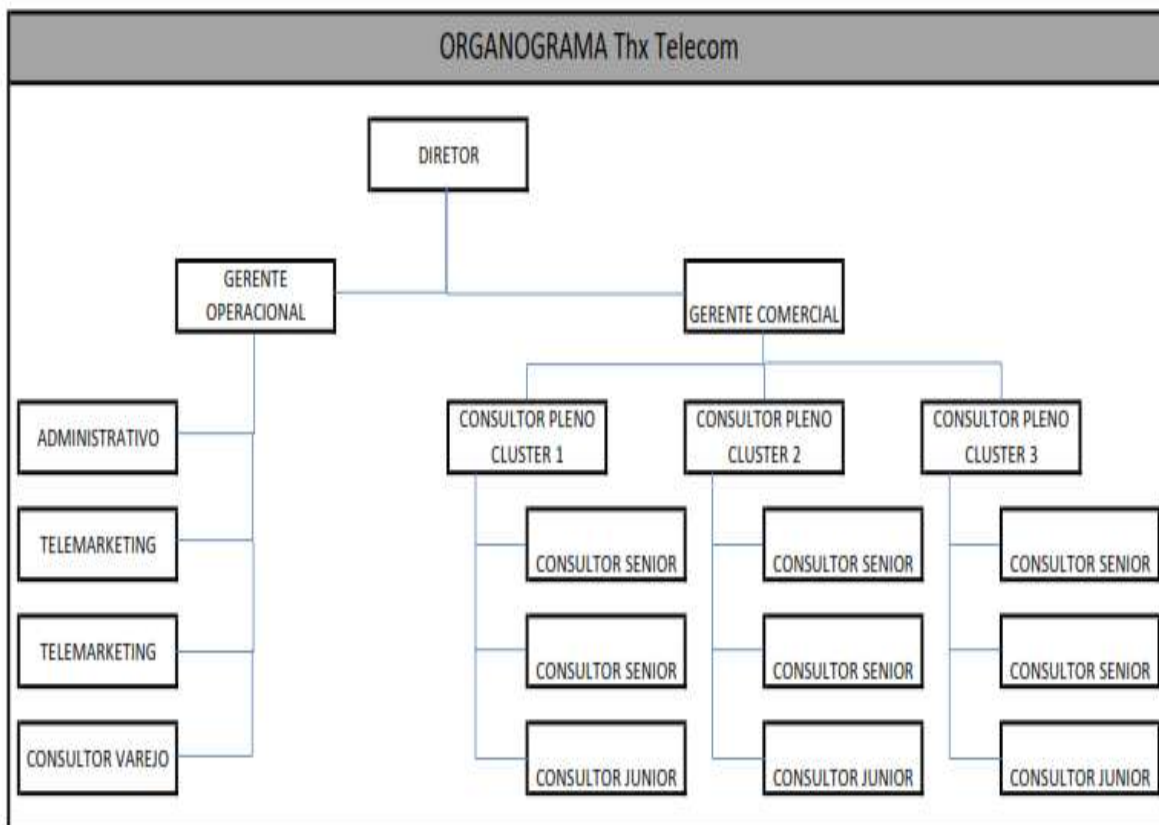 ORGANOGRAMA Thx Telecom
DIRETOR
GERENTE
OPERACIONAL
GERENTE COMERCIAL
ADMINISTRATIVO
TELEMARKETING
TELEMARKETING
CONSULTOR VAREJO
CONSULTOR PLENO
CLUSTER 1
CONSULTOR SENIOR
CONSULTOR SENIOR
CONSULTOR JUNIOR
CONSULTOR PLENO
CLUSTER 2
CONSULTOR SENIOR
CONSULTOR SENIOR
CONSULTOR JUNIOR
CONSULTOR PLENO
CLUSTER 3
CONSULTOR SENIOR
CONSULTOR SENIOR
CONSULTOR JUNIOR